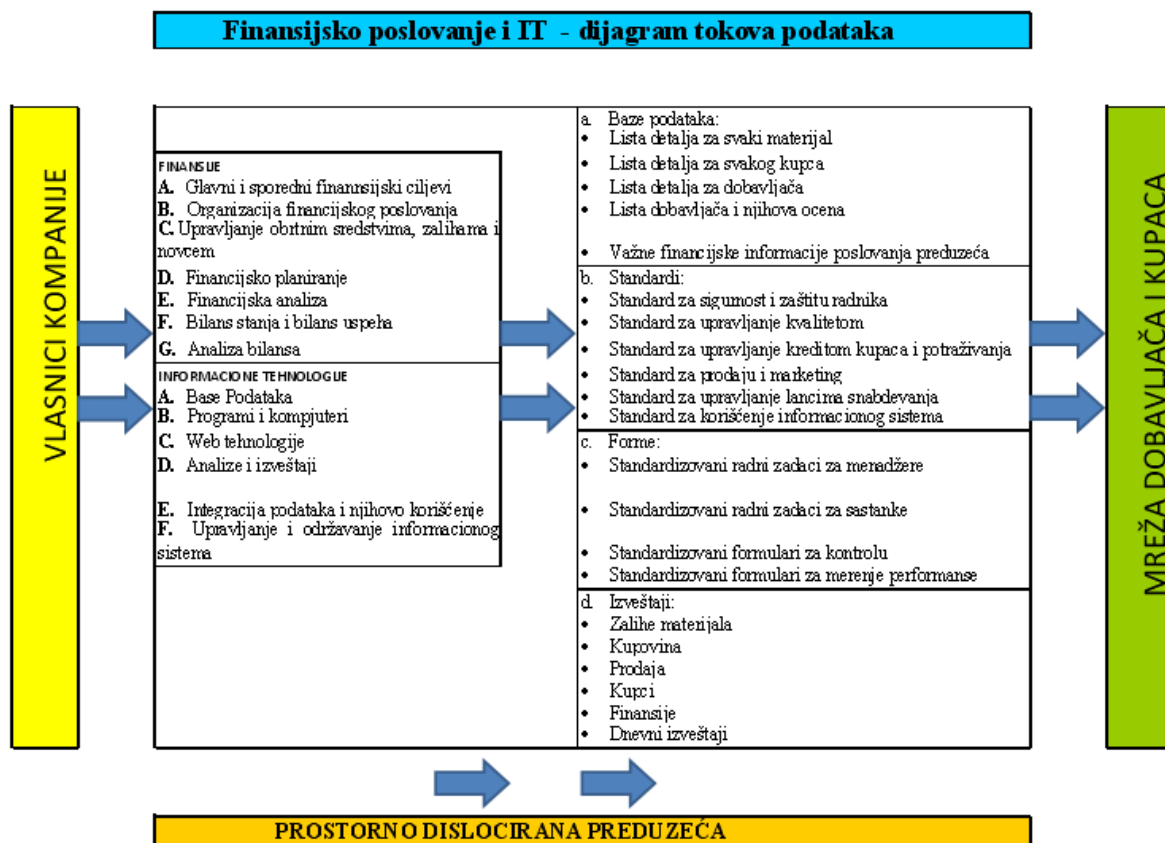 Finansijsko poslovanje i IT - dijagram tokova podataka
VLASNICI KOMPANIJE
FINANSIJE
A. Glavni i sporedni finannsijski ciljevi
B. Organizacija financijskog poslovanja
C. Upravljanje obrtnim sredstvima, zalihama i
novcem
D. Financijsko planiranje
E. Financijska analiza
F. Bilans stanja i bilans uspeha
G. Analiza bilansa
INFORMACIONE TEHNOLOGIJE
A. Base Podataka
B. Programi i kompjuteri
C. Web tehnologije
D. Analize i izveštaji
E. Integracija podataka i njihovo korišćenje
F. Upravljanje i održavanje informacionog
sistema
a. Baze podataka:
• Lista detalja za svaki materijal
• Lista detalja za svakog kupca
• Lista detalja za dobavljača
• Lista dobavljača i njihova ocena
• Važne financijske informacije poslovanja preduzeća
b. Standardi:
• Standard za sigurnost i zaštitu radnika
• Standard za upravljanje kvalitetom
• Standard za upravljanje kreditom kupaca i potraživanja
• Standard za prodaju i marketing
• Standard za upravljanje lancima snabdevanja
• Standard za korišćenje informacionog sistema
c. Forme:
• Standardizovani radni zadaci za menadžere
• Standardizovani radni zadaci za sastanke
• Standardizovani formulari za kontrolu
• Standardizovani formulari za merenje performanse
d. Izveštaji:
• Zalihe materijala
• Kupovina
• Prodaja
• Kupci
• Finansije
• Dnevni izveštaji
MREŽA DOBAVLJAČA I KUPACA
PROSTORNO DISLOCIRANA PREDUZEĆA